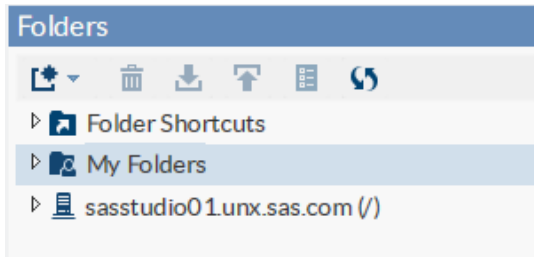 Folders
Folder Shortcuts
My Folders
sasstudio01.unx.sas.com (/)